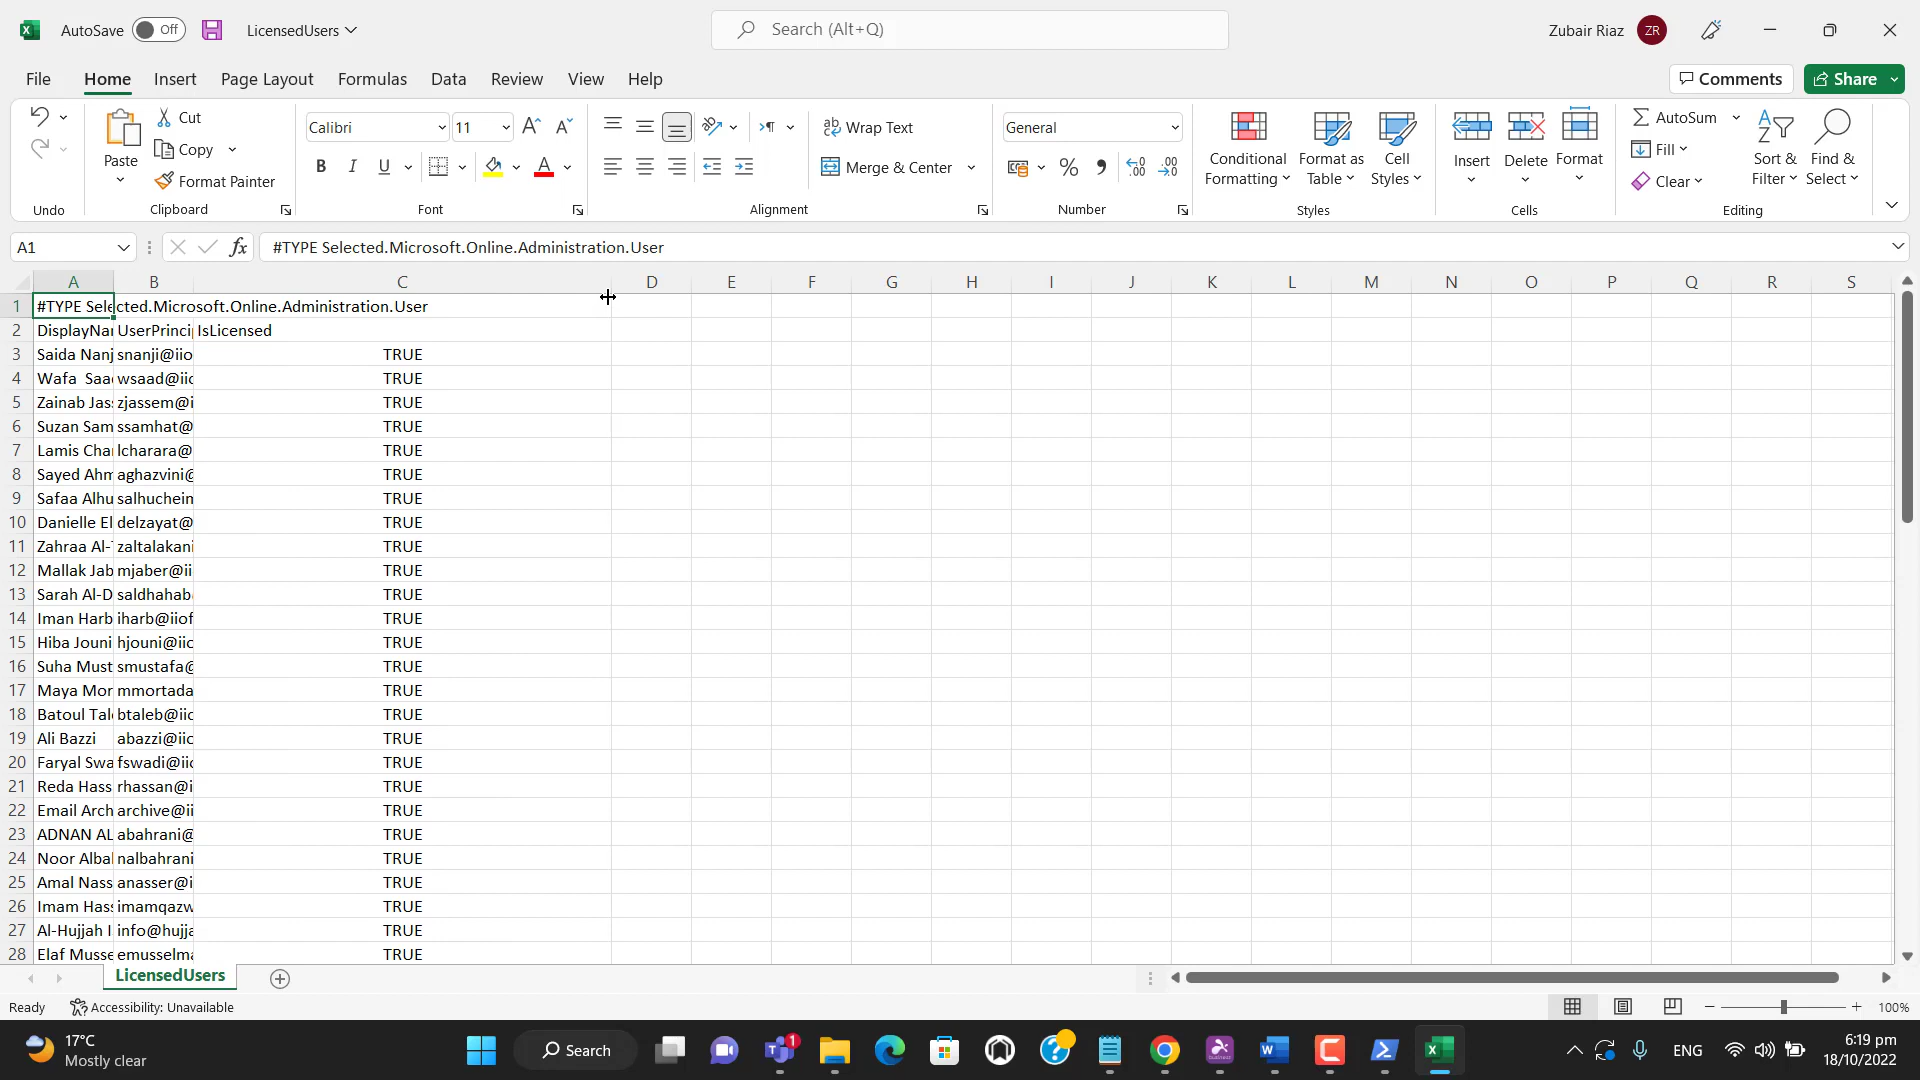 AutoSave Off LicensedUsers Search (Alt+Q) Zubair Riaz ZR
File Home Insert Page Layout Formulas Data Review View Help Comments Share
Paste Cut Copy Format Painter
Calibri 11 B I U A
Wrap Text Merge & Center
General % ,
Conditional Formatting Format as Table Cell Styles
Insert Delete Format
AutoSum Fill Clear Sort & Filter Find & Select
Undo Clipboard Font Alignment Number Styles Cells Editing
A1 fx #TYPE Selected.Microsoft.Online.Administration.User
A B C D E F G H I J K L M N O P Q R S
1 #TYPE Selected.Microsoft.Online.Administration.User
2 DisplayNa UserPrinci IsLicensed
3 Saida Nanj snanji@iio TRUE
4 Wafa Saa wsaad@iio TRUE
5 Zainab Jas zjassem@i TRUE
6 Suzan Sam ssamhat@ TRUE
7 Lamis Cha lcharara@ TRUE
8 Sayed Ahm aghazvini@ TRUE
9 Safaa Alhu salhuchein TRUE
10 Danielle El delzayat@ TRUE
11 Zahraa Al- zaltalakani TRUE
12 Mallak Jab mjaber@ii TRUE
13 Sarah Al-D saldhahab TRUE
14 Iman Harb iharb@iiof TRUE
15 Hiba Jouni hjouni@iio TRUE
16 Suha Must smustafa@ TRUE
17 Maya Mor mmortada TRUE
18 Batoul Tal btaleb@iio TRUE
19 Ali Bazzi abazzi@iio TRUE
20 Faryal Swa fswadi@iio TRUE
21 Reda Hass rhassan@i TRUE
22 Email Arch archive@ii TRUE
23 ADNAN AL abahrani@ TRUE
24 Noor Alba nalbahrani TRUE
25 Amal Nass anasser@i TRUE
26 Imam Has imamqazw TRUE
27 Al-Hujjah I info@hujja TRUE
28 Elaf Musse emusselma TRUE
LicensedUsers
Ready Accessibility: Unavailable 100%
17°C
Mostly clear
Search 1 ENG
6:19 pm
18/10/2022